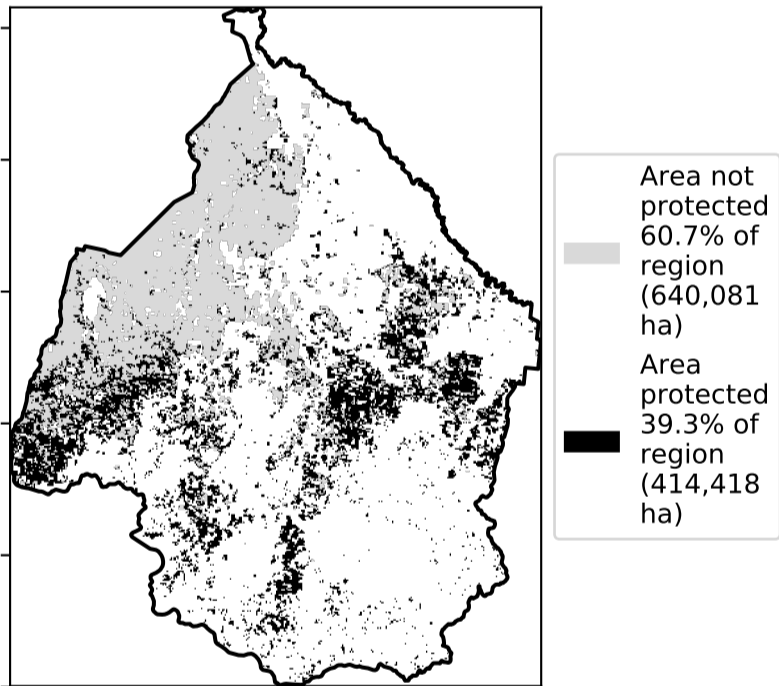 Area not
protected
60.7% of
region
(640,081
ha)
Area
protected
39.3% of
region
(414,418
ha)